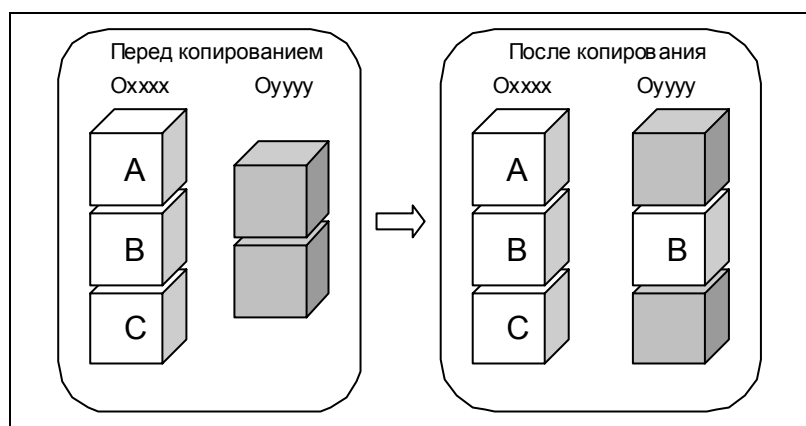 Перед копированием
Oxxxx Oyyyy
A
B
C
После копирования
Oxxxx Oyyyy
A
B B
C